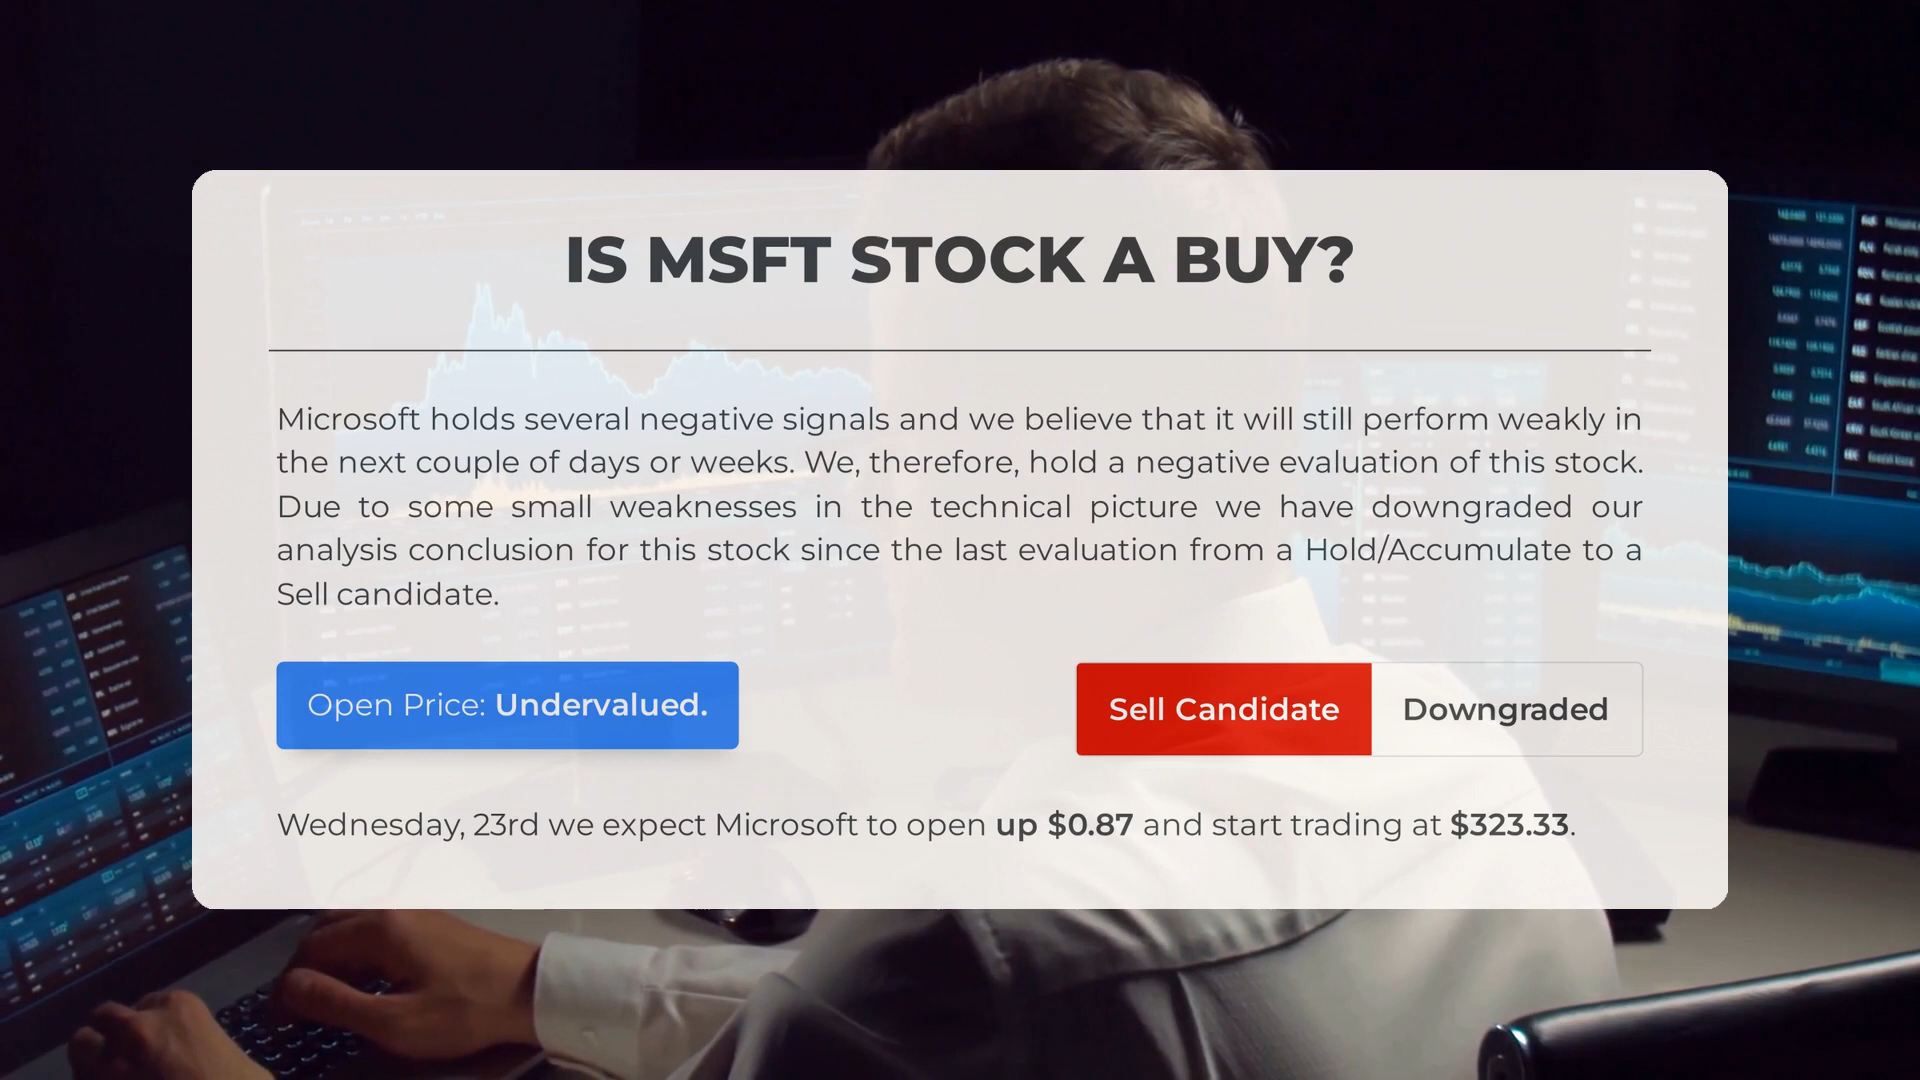 IS MSFT STOCK A BUY?
Microsoft holds several negative signals and we believe that it will still perform weakly in
the next couple of days or weeks. We, therefore, hold a negative evaluation of this stock.
Due to some small weaknesses in the technical picture we have downgraded our
analysis conclusion for this stock since the last evaluation from a Hold/Accumulate to a
Sell candidate.
Open Price: Undervalued.
Sell Candidate
Downgraded
Wednesday, 23rd we expect Microsoft to open up $0.87 and start trading at $323.33.